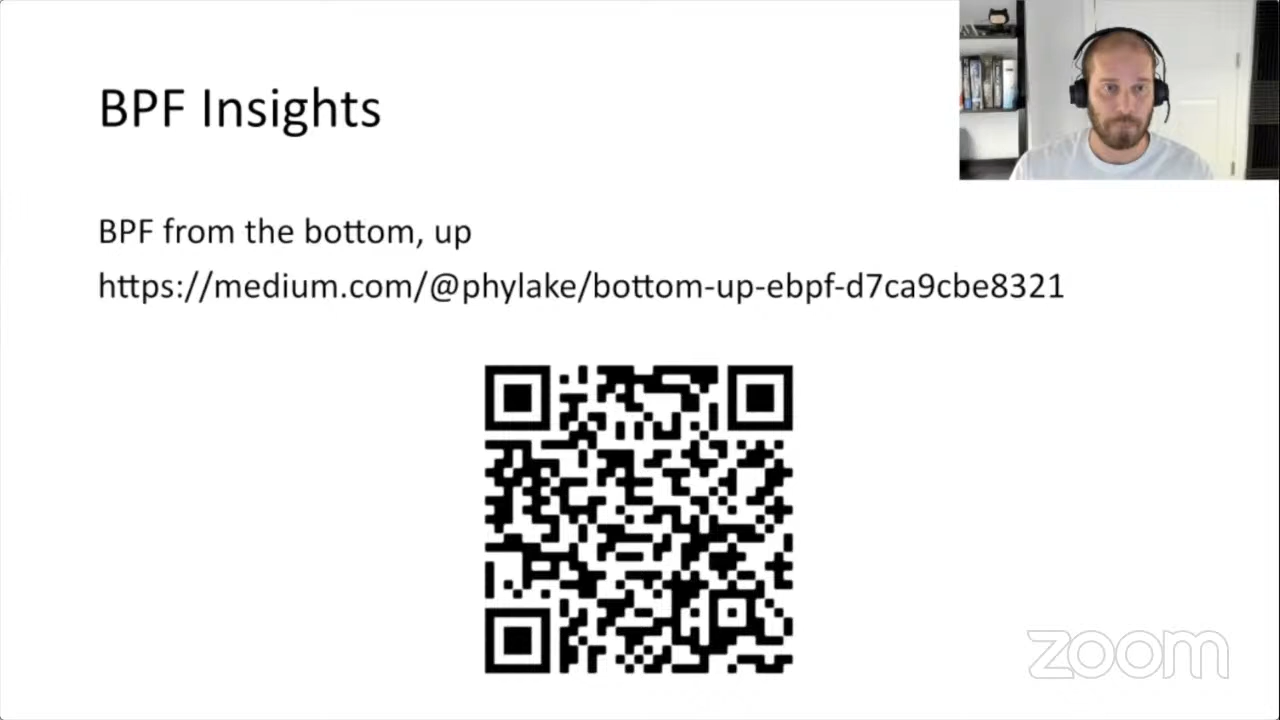 BPF Insights
BPF from the bottom, up
https://medium.com/@phylake/bottom-up-ebpf-d7ca9cbe8321
zoom